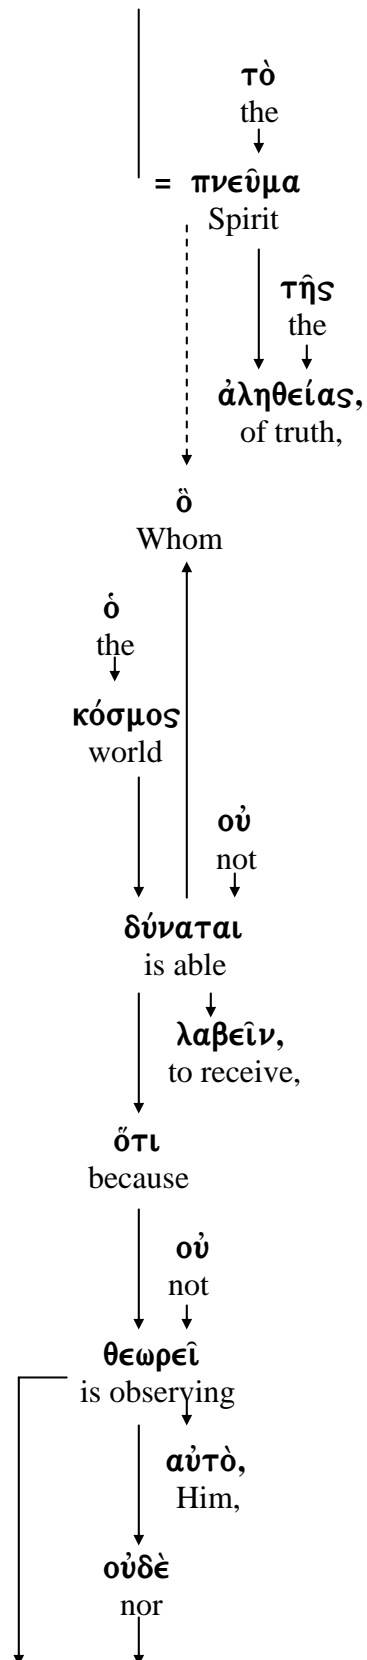 τὸ
the
= πνεῦμα
Spirit
τῆς
the
ἀληθείας,
of truth,
ὃ
Whom
ὁ
the
κόσμος
world
οὐ
not
δύναται
is able
λαβεῖν,
to receive,
ὅτι
because
οὐ
not
θεωρεῖ
is observing
αὐτὸ,
Him,
οὐδὲ
nor